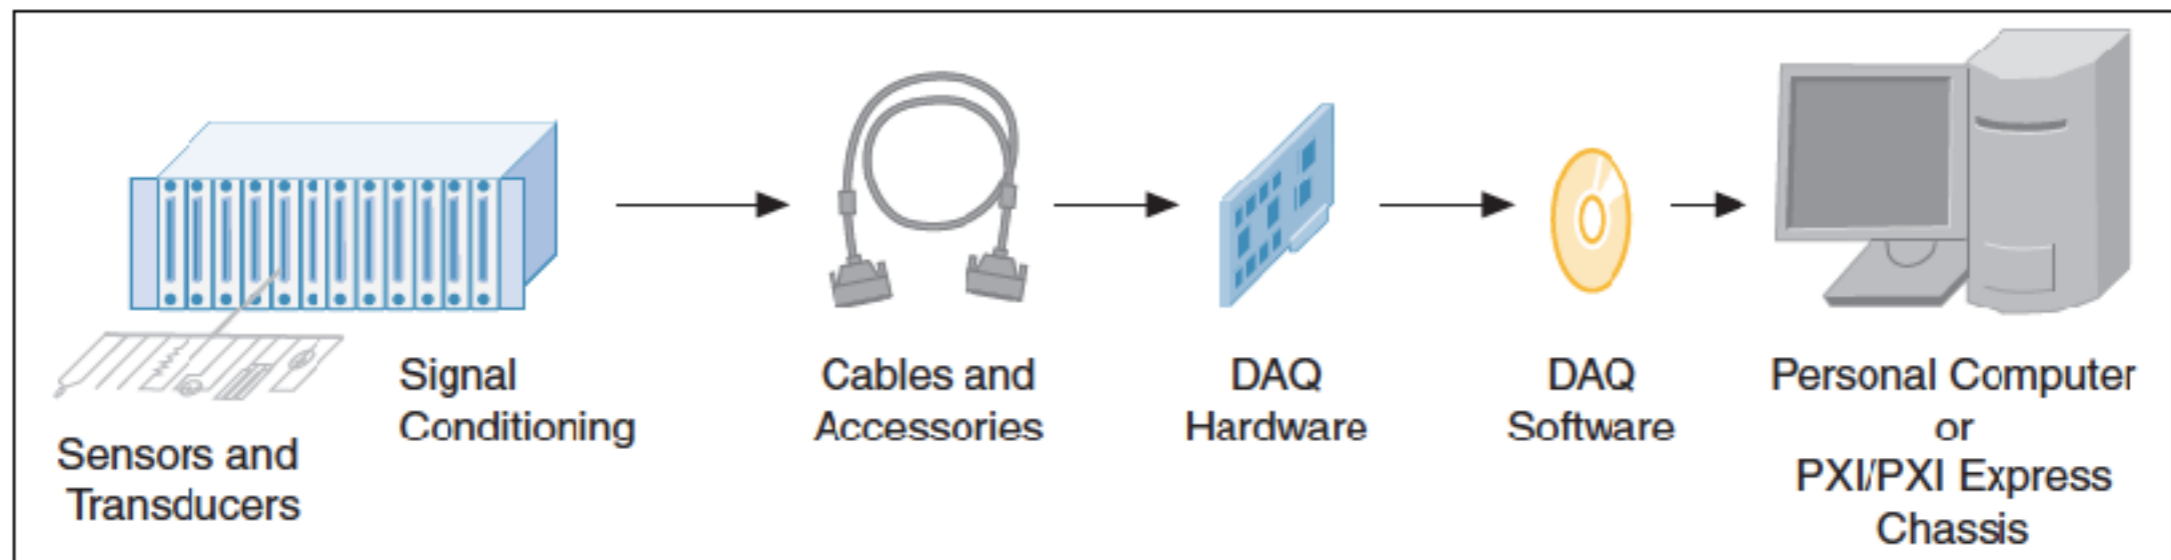 Sensors and
Transducers
Signal
Conditioning
Cables and
Accessories
DAQ
Hardware
DAQ
Software
Personal Computer
or
PXI/PXI Express
Chassis